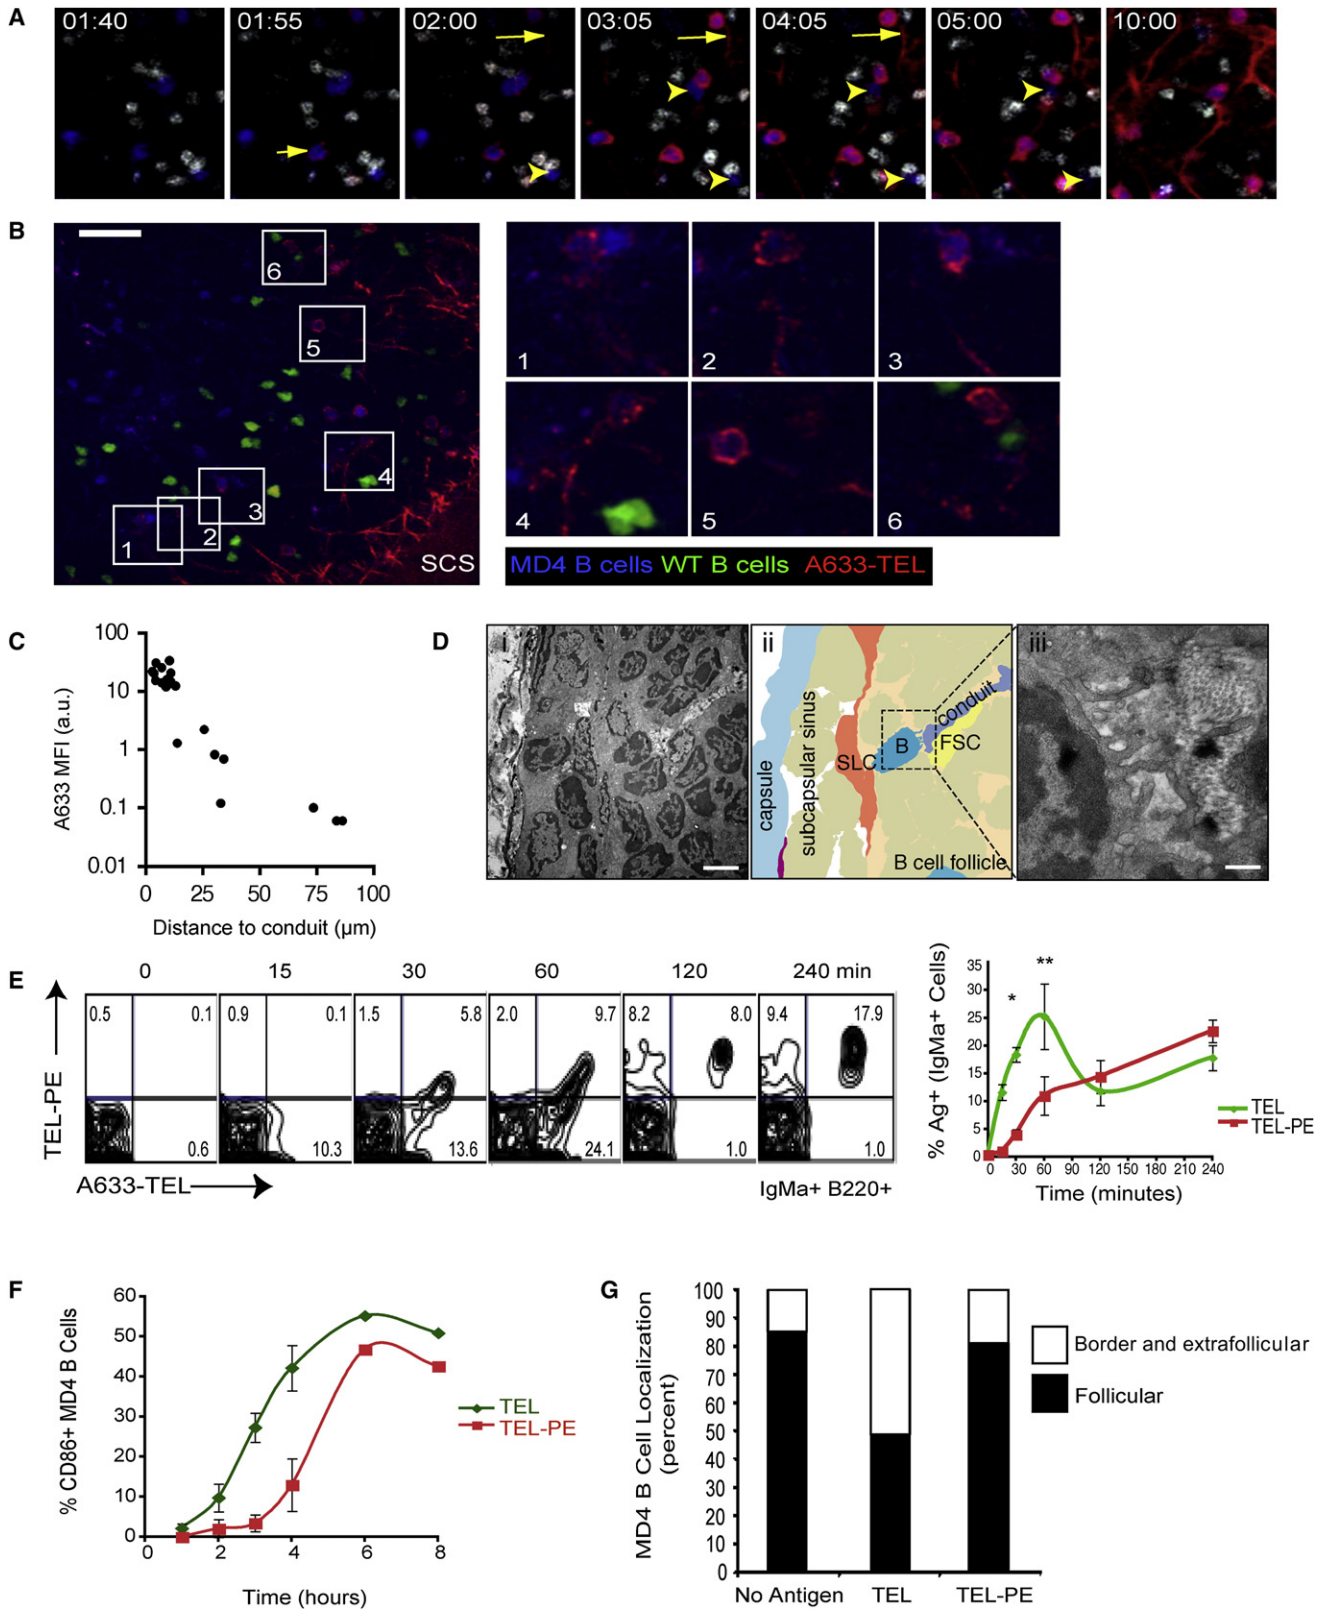 A
01:40 01:55 02:00 03:05 04:05 05:00 10:00
B
6
5
4
3
2
1
SCS
1 2 3
4 5 6
MD4 B cells WT B cells A633-TEL
C
A633 MFI (a.u.)
100
10
1
0.1
0.01
0 25 50 75 100
Distance to conduit (µm)
D
i ii iii
capsule
subcapsular sinus
SLC
B
conduit
FSC
B cell follicle
E
0 15 30 60 120 240 min
TEL-PE
0.5 0.1 0.9 0.1 1.5 5.8 2.0 9.7 8.2 8.0 9.4 17.9
0.6 10.3 13.6 24.1 1.0 1.0
A633-TEL
IgMa+ B220+
% Ag+ (IgMa+ Cells)
35
30
25
20
15
10
5
0
* **
0 30 60 90 120 150 180 210 240
Time (minutes)
TEL
TEL-PE
F
% CD86+ MD4 B Cells
60
50
40
30
20
10
0
0 2 4 6 8
Time (hours)
TEL
TEL-PE
G
MD4 B Cell Localization
(percent)
100
90
80
70
60
50
40
30
20
10
0
No Antigen TEL TEL-PE
Border and extrafollicular
Follicular